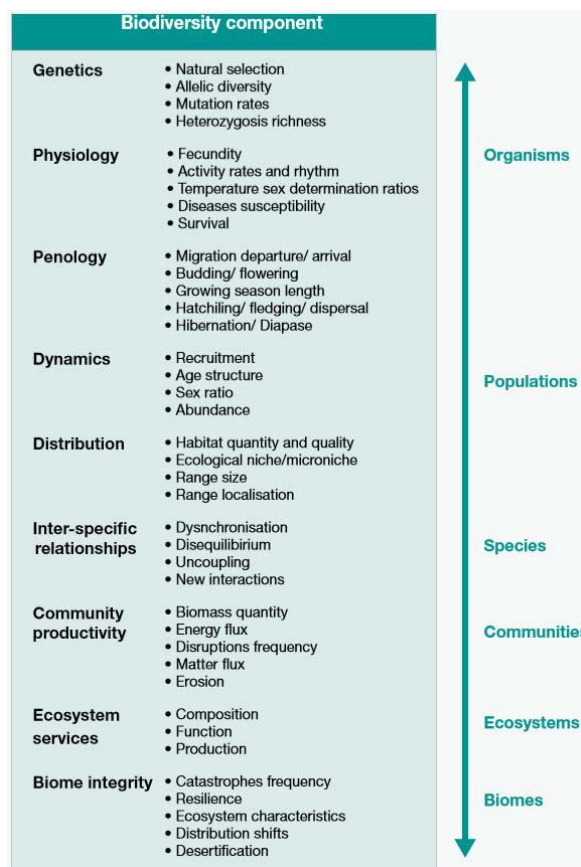 Biodiversity component
Genetics
• Natural selection
• Allelic diversity
• Mutation rates
• Heterozygosis richness
Physiology
• Fecundity
• Activity rates and rhythm
• Temperature sex determination ratios
• Diseases susceptibility
• Survival
Organisms
Penology
• Migration departure/ arrival
• Budding/ flowering
• Growing season length
• Hatchiling/ fledging/ dispersal
• Hibernation/ Diapase
Dynamics
• Recruitment
• Age structure
• Sex ratio
• Abundance
Populations
Distribution
• Habitat quantity and quality
• Ecological niche/microniche
• Range size
• Range localisation
Inter-specific
relationships
• Dysnchronisation
• Disequilibirium
• Uncoupling
• New interactions
Species
Community
productivity
• Biomass quantity
• Energy flux
• Disruptions frequency
• Matter flux
• Erosion
Communities
Ecosystem
services
• Composition
• Function
• Production
Ecosystems
Biome integrity
• Catastrophes frequency
• Resilience
• Ecosystem characteristics
• Distribution shifts
• Desertification
Biomes